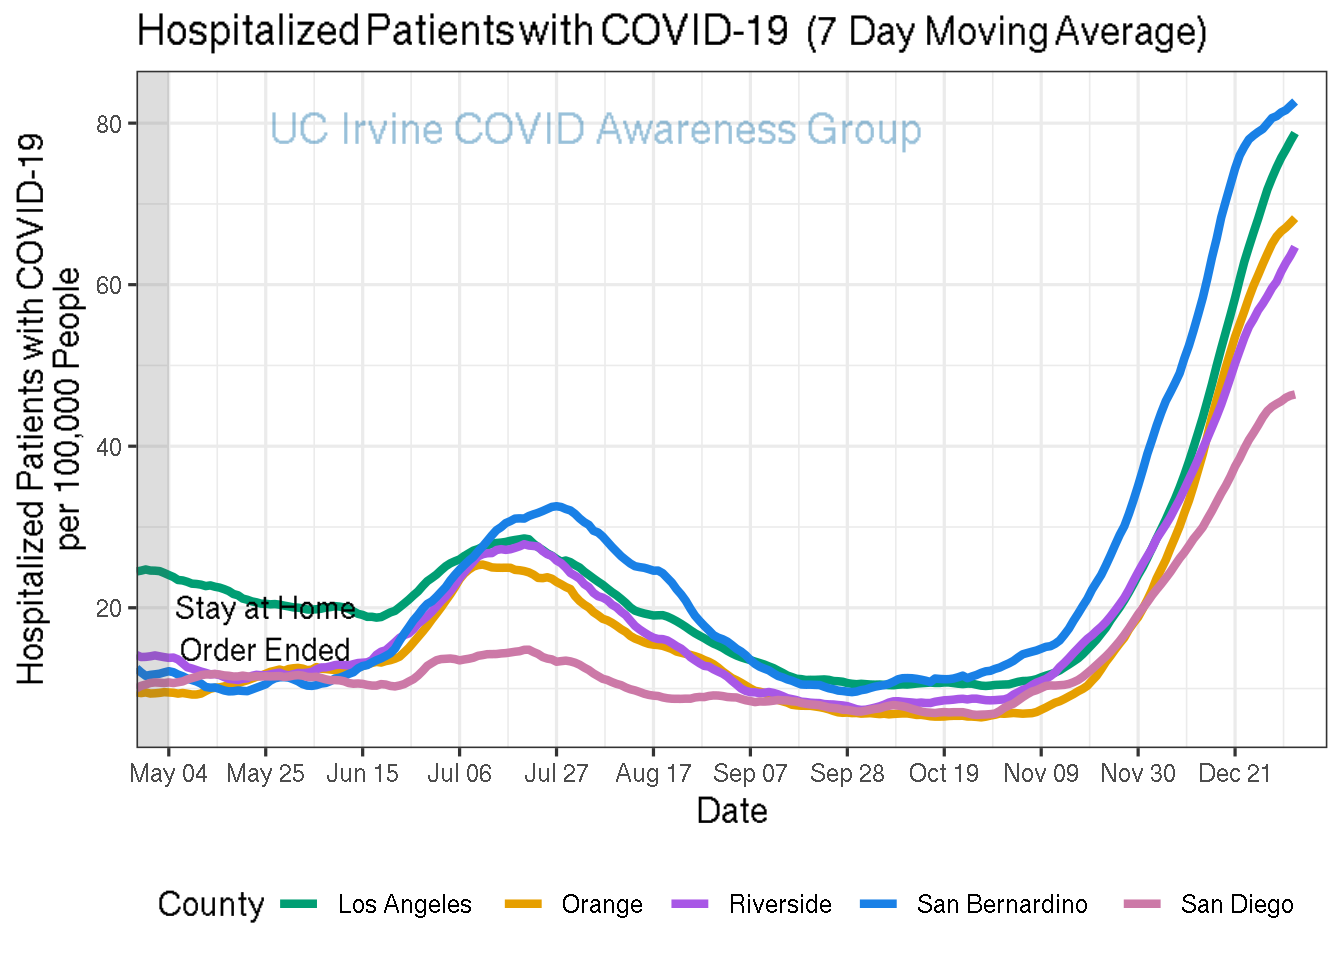 Hospitalized Patients with COVID-19 (7 Day Moving Average)
Hospitalized Patients with COVID-19
per 100,000 People
80
60
40
20
UC Irvine COVID Awareness Group
Stay at Home
Order Ended
May 04 May 25 Jun 15 Jul 06 Jul 27 Aug 17 Sep 07 Sep 28 Oct 19 Nov 09 Nov 30 Dec 21
Date
County Los Angeles Orange Riverside San Bernardino San Diego